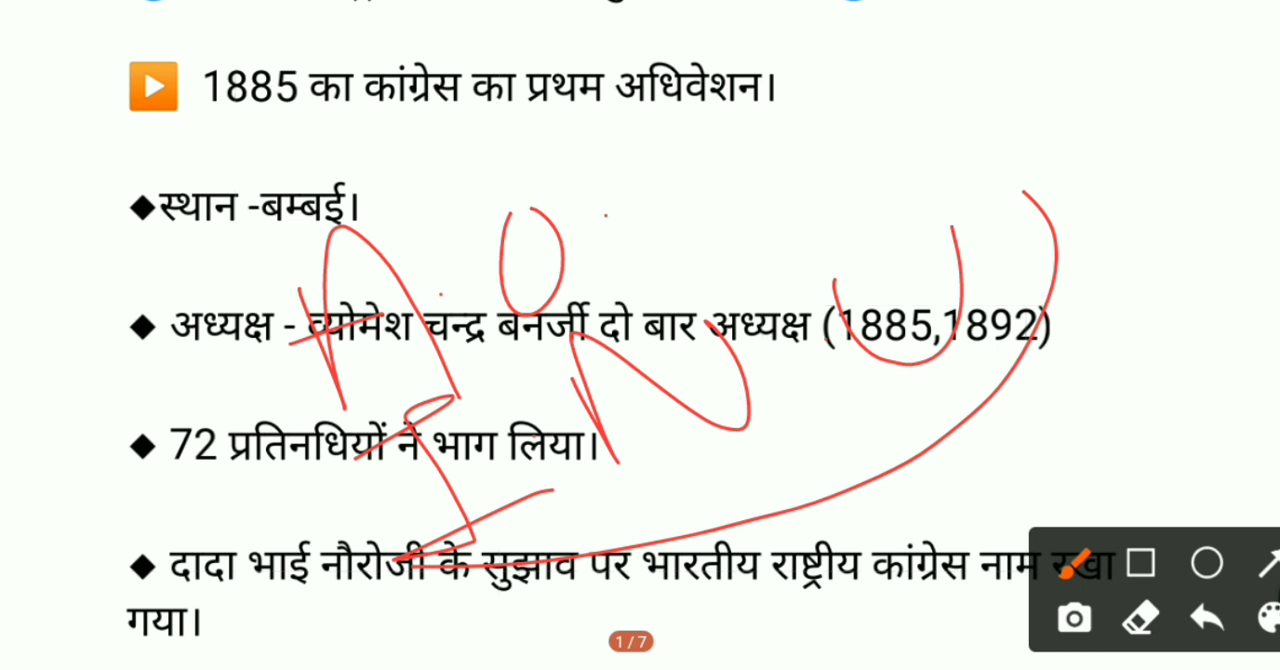 1885 का कांग्रेस का प्रथम अधिवेशन।
◆स्थान -बम्बई।
◆ अध्यक्ष - व्योमेश चन्द्र बनर्जी दो बार अध्यक्ष (1885,1892)
◆ 72 प्रतिनधियों ने भाग लिया।
◆ दादा भाई नौरोजी के सुझाव पर भारतीय राष्ट्रीय कांग्रेस नाम रखा
गया।
1 / 7